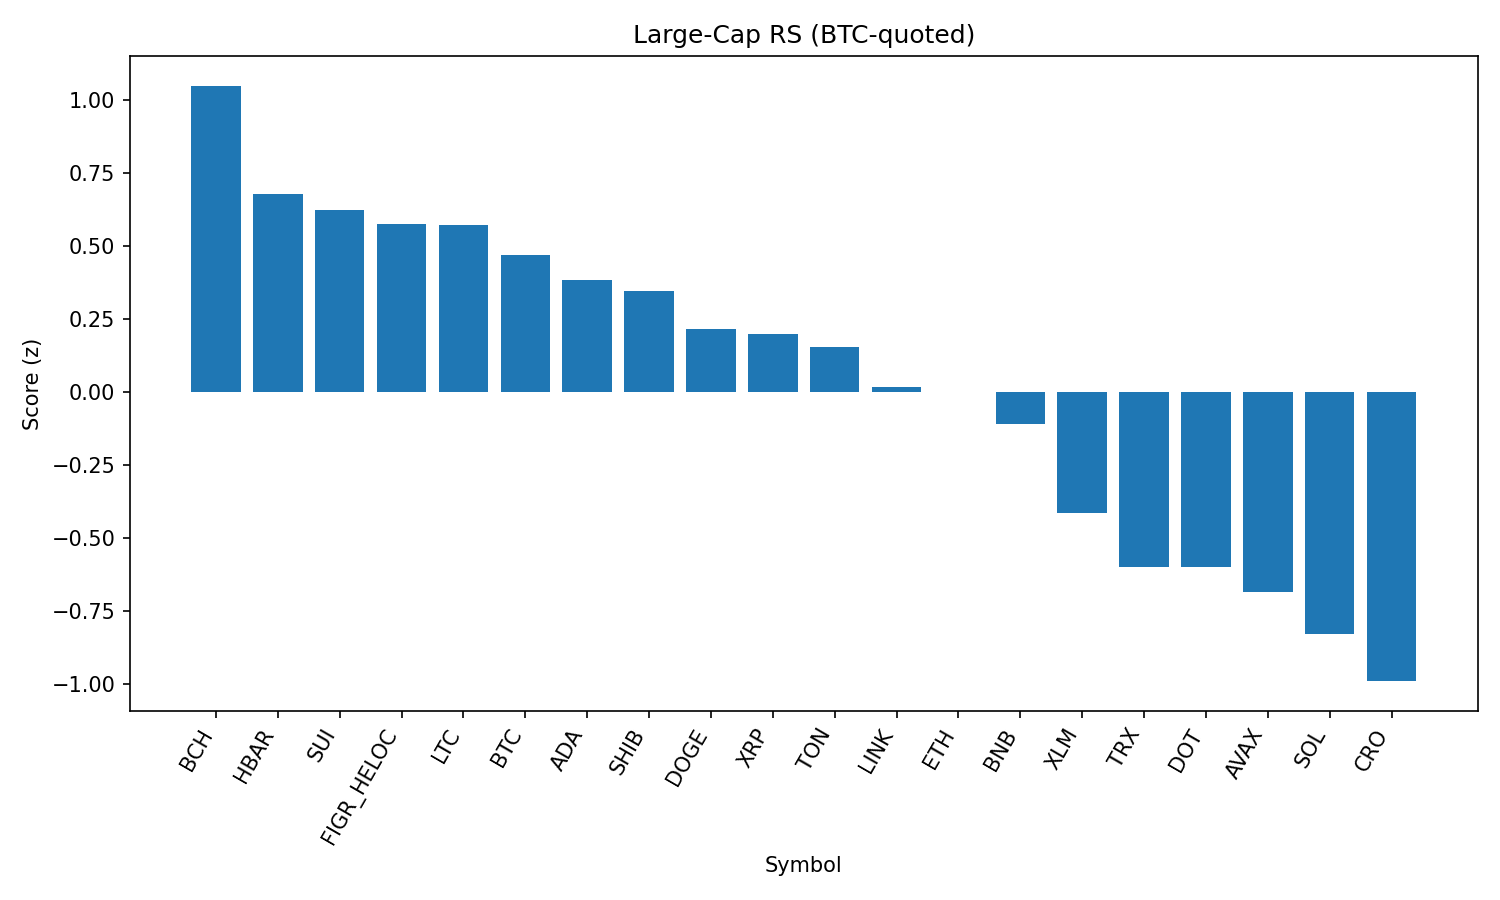 Large-Cap RS (BTC-quoted)
1.00
0.75
0.50
0.25
0.00
−0.25
−0.50
−0.75
−1.00
Score (z)
BCH
HBAR
SUI
FIGR_HELOC
LTC
BTC
ADA
SHIB
DOGE
XRP
TON
LINK
ETH
BNB
XLM
TRX
DOT
AVAX
SOL
CRO
Symbol